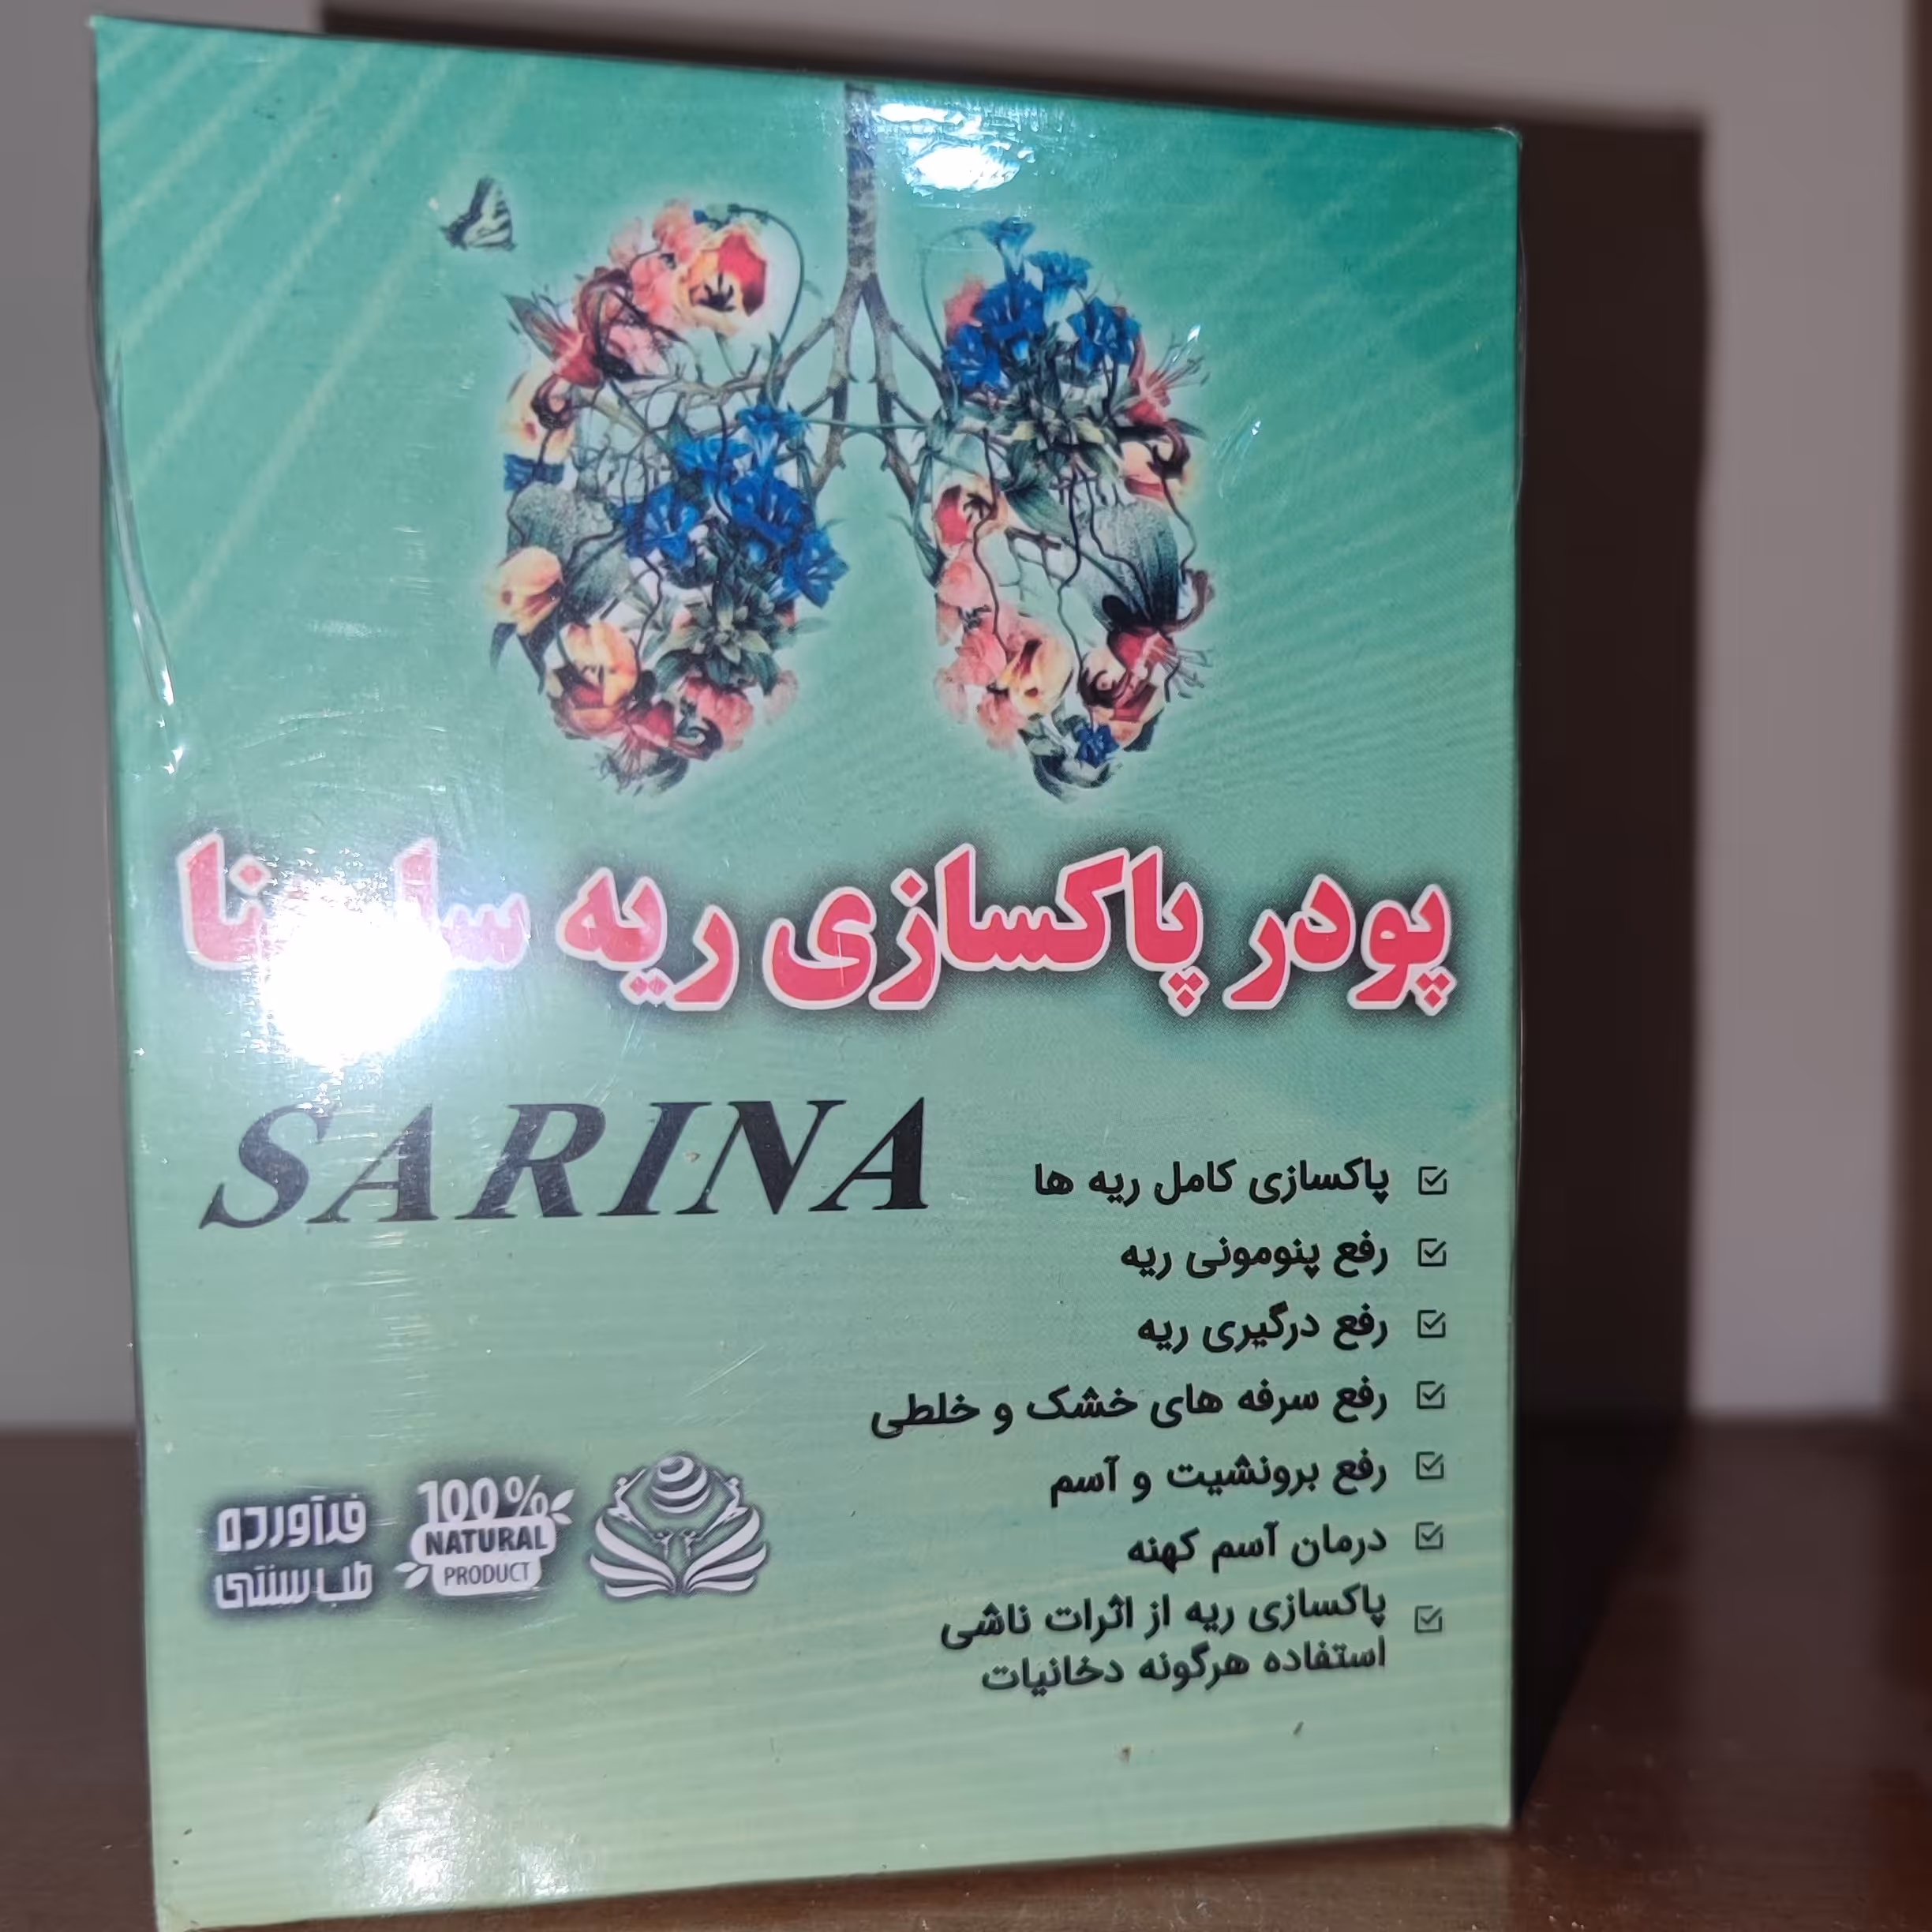 پودر پاکسازی ریه سارینا
SARINA
پاکسازی کامل ریه ها
رفع پنومونی ریه
رفع درگیری ریه
رفع سرفه های خشک و خلطی
رفع برونشیت و آسم
درمان آسم کهنه
پاکسازی ریه از اثرات ناشی
استفاده هرگونه دخانیات
100%
NATURAL
PRODUCT
فرآورده
طب سنتی